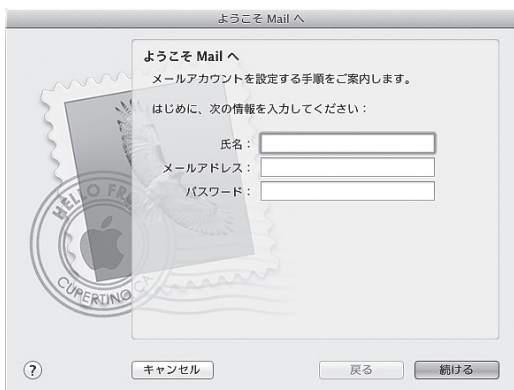 ようこそ Mail へ
ようこそ Mail へ
メールアカウントを設定する手順をご案内します。
はじめに、次の情報を入力してください：
氏名：
メールアドレス：
パスワード：
HELLO FR
CUPERTINO CA
?
キャンセル
戻る
続ける